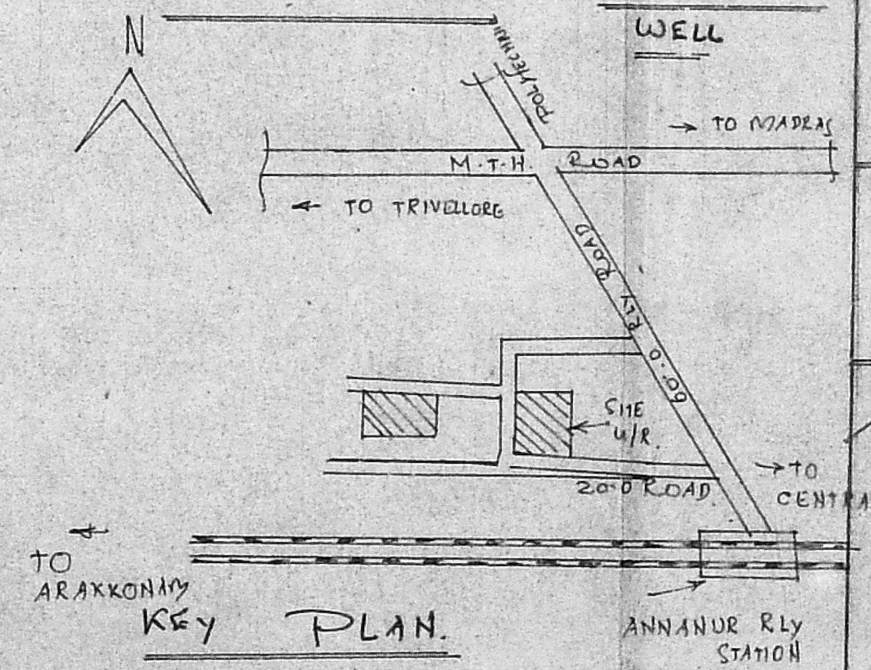 N
WELL
POLYTECHNI
→ TO MADRAS
M.T.H. ROAD
← TO TRIVELLORE
60'.0 RLY ROAD
SITE
U/R.
20'-0 ROAD
→ TO
CENTRA
←
TO
ARAKKONAM
KEY PLAN.
ANNANUR RLY
STATION